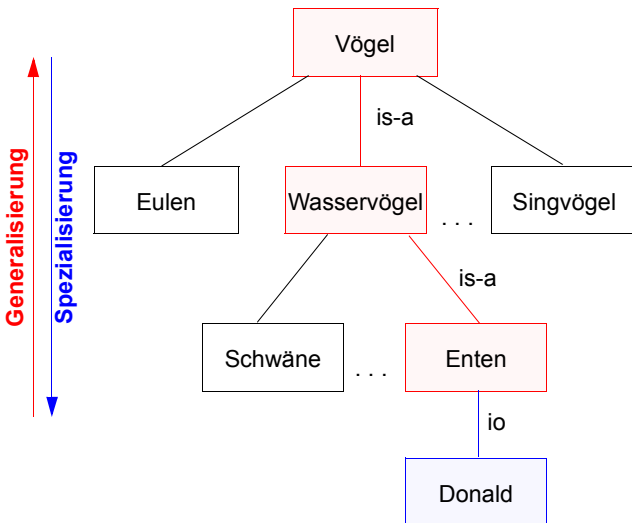 Vögel
is-a
Generalisierung
Spezialisierung
Eulen
Wasservögel
. . .
Singvögel
is-a
Schwäne
. . .
Enten
io
Donald